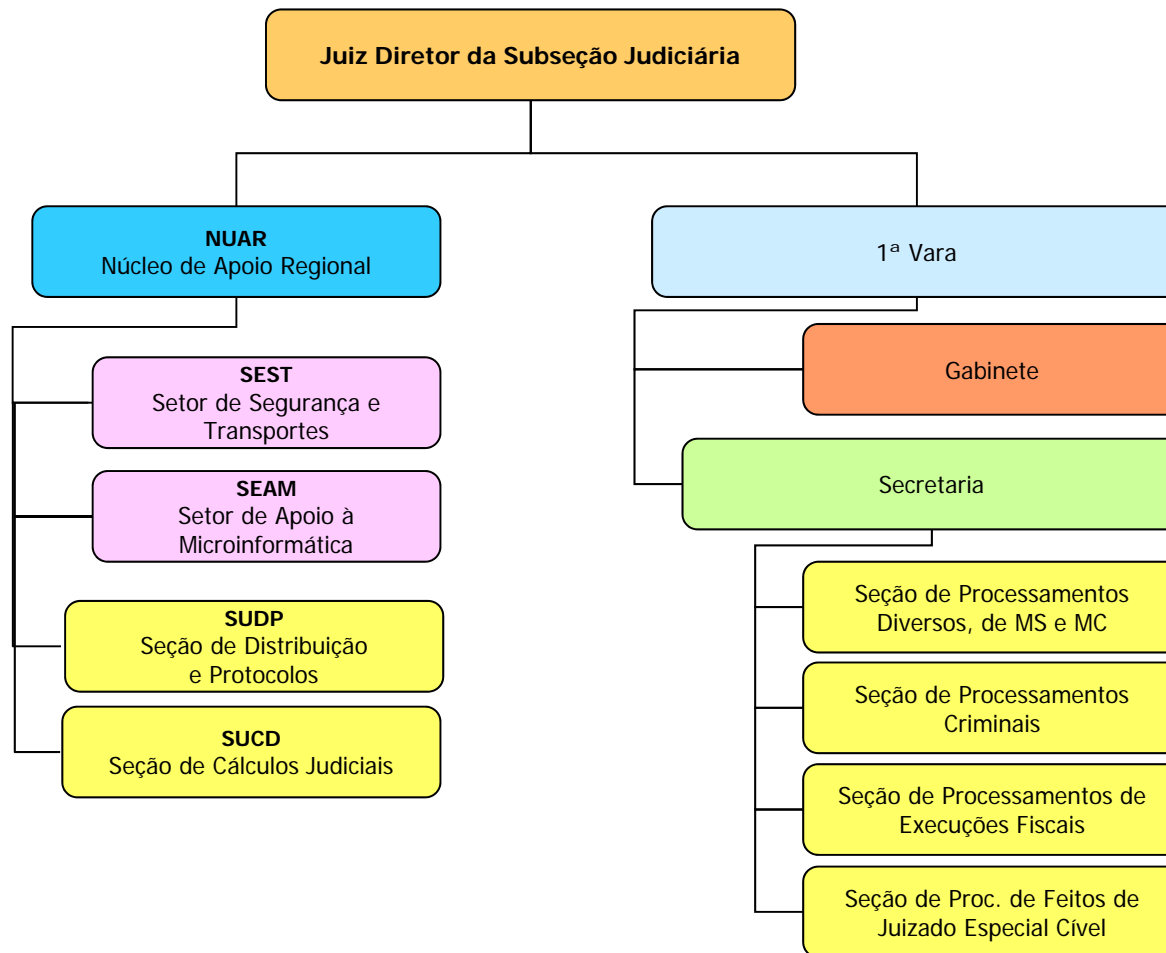 Juiz Diretor da Subseção Judiciária
NUAR
Núcleo de Apoio Regional
SEST
Setor de Segurança e
Transportes
SEAM
Setor de Apoio à
Microinformática
SUDP
Seção de Distribuição
e Protocolos
SUCD
Seção de Cálculos Judiciais
1ª Vara
Gabinete
Secretaria
Seção de Processamentos
Diversos, de MS e MC
Seção de Processamentos
Criminais
Seção de Processamentos de
Execuções Fiscais
Seção de Proc. de Feitos de
Juizado Especial Cível